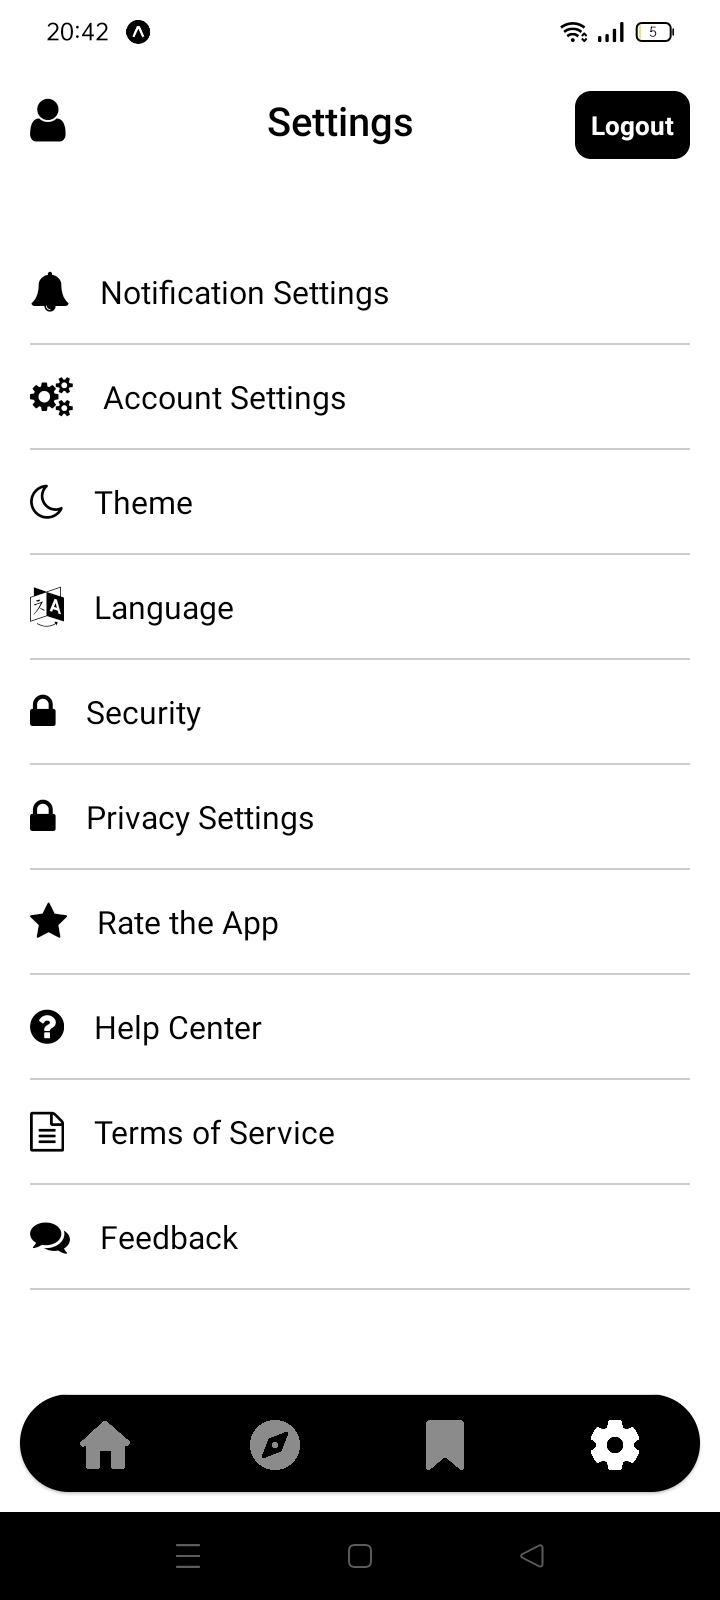 20:42
5
Settings
Logout
Notification Settings
Account Settings
Theme
Language
Security
Privacy Settings
Rate the App
Help Center
Terms of Service
Feedback